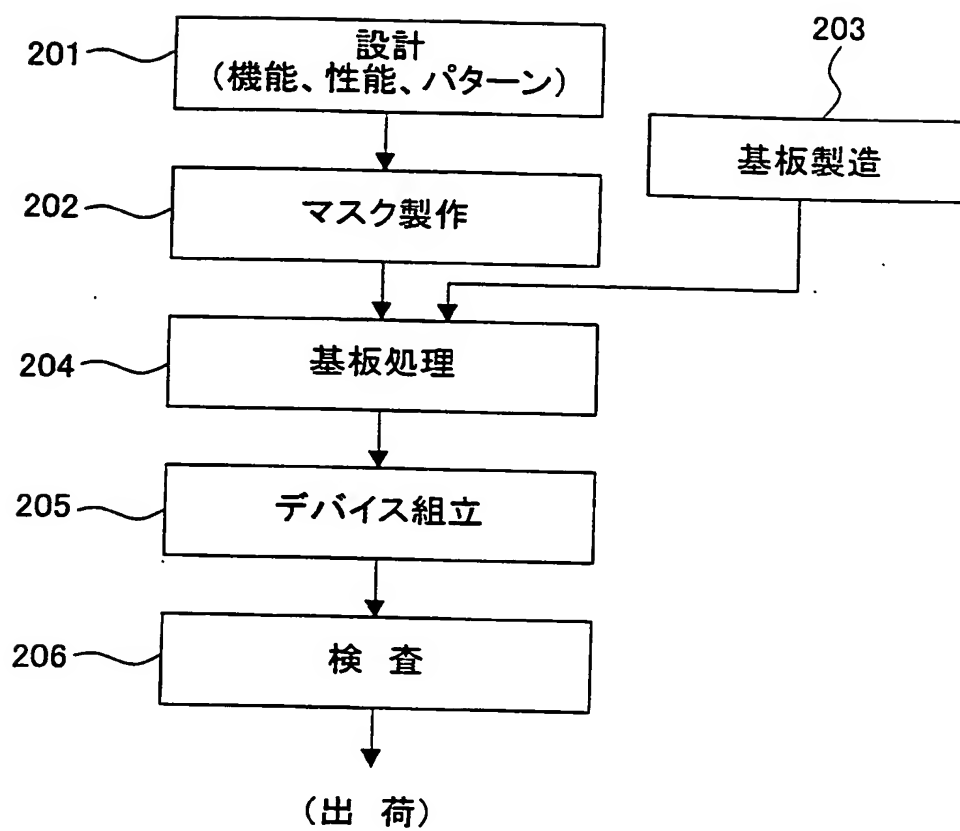 201
設計
(機能、性能、パターン)
203
基板製造
202
マスク製作
204
基板処理
205
デバイス組立
206
検 査
(出 荷)